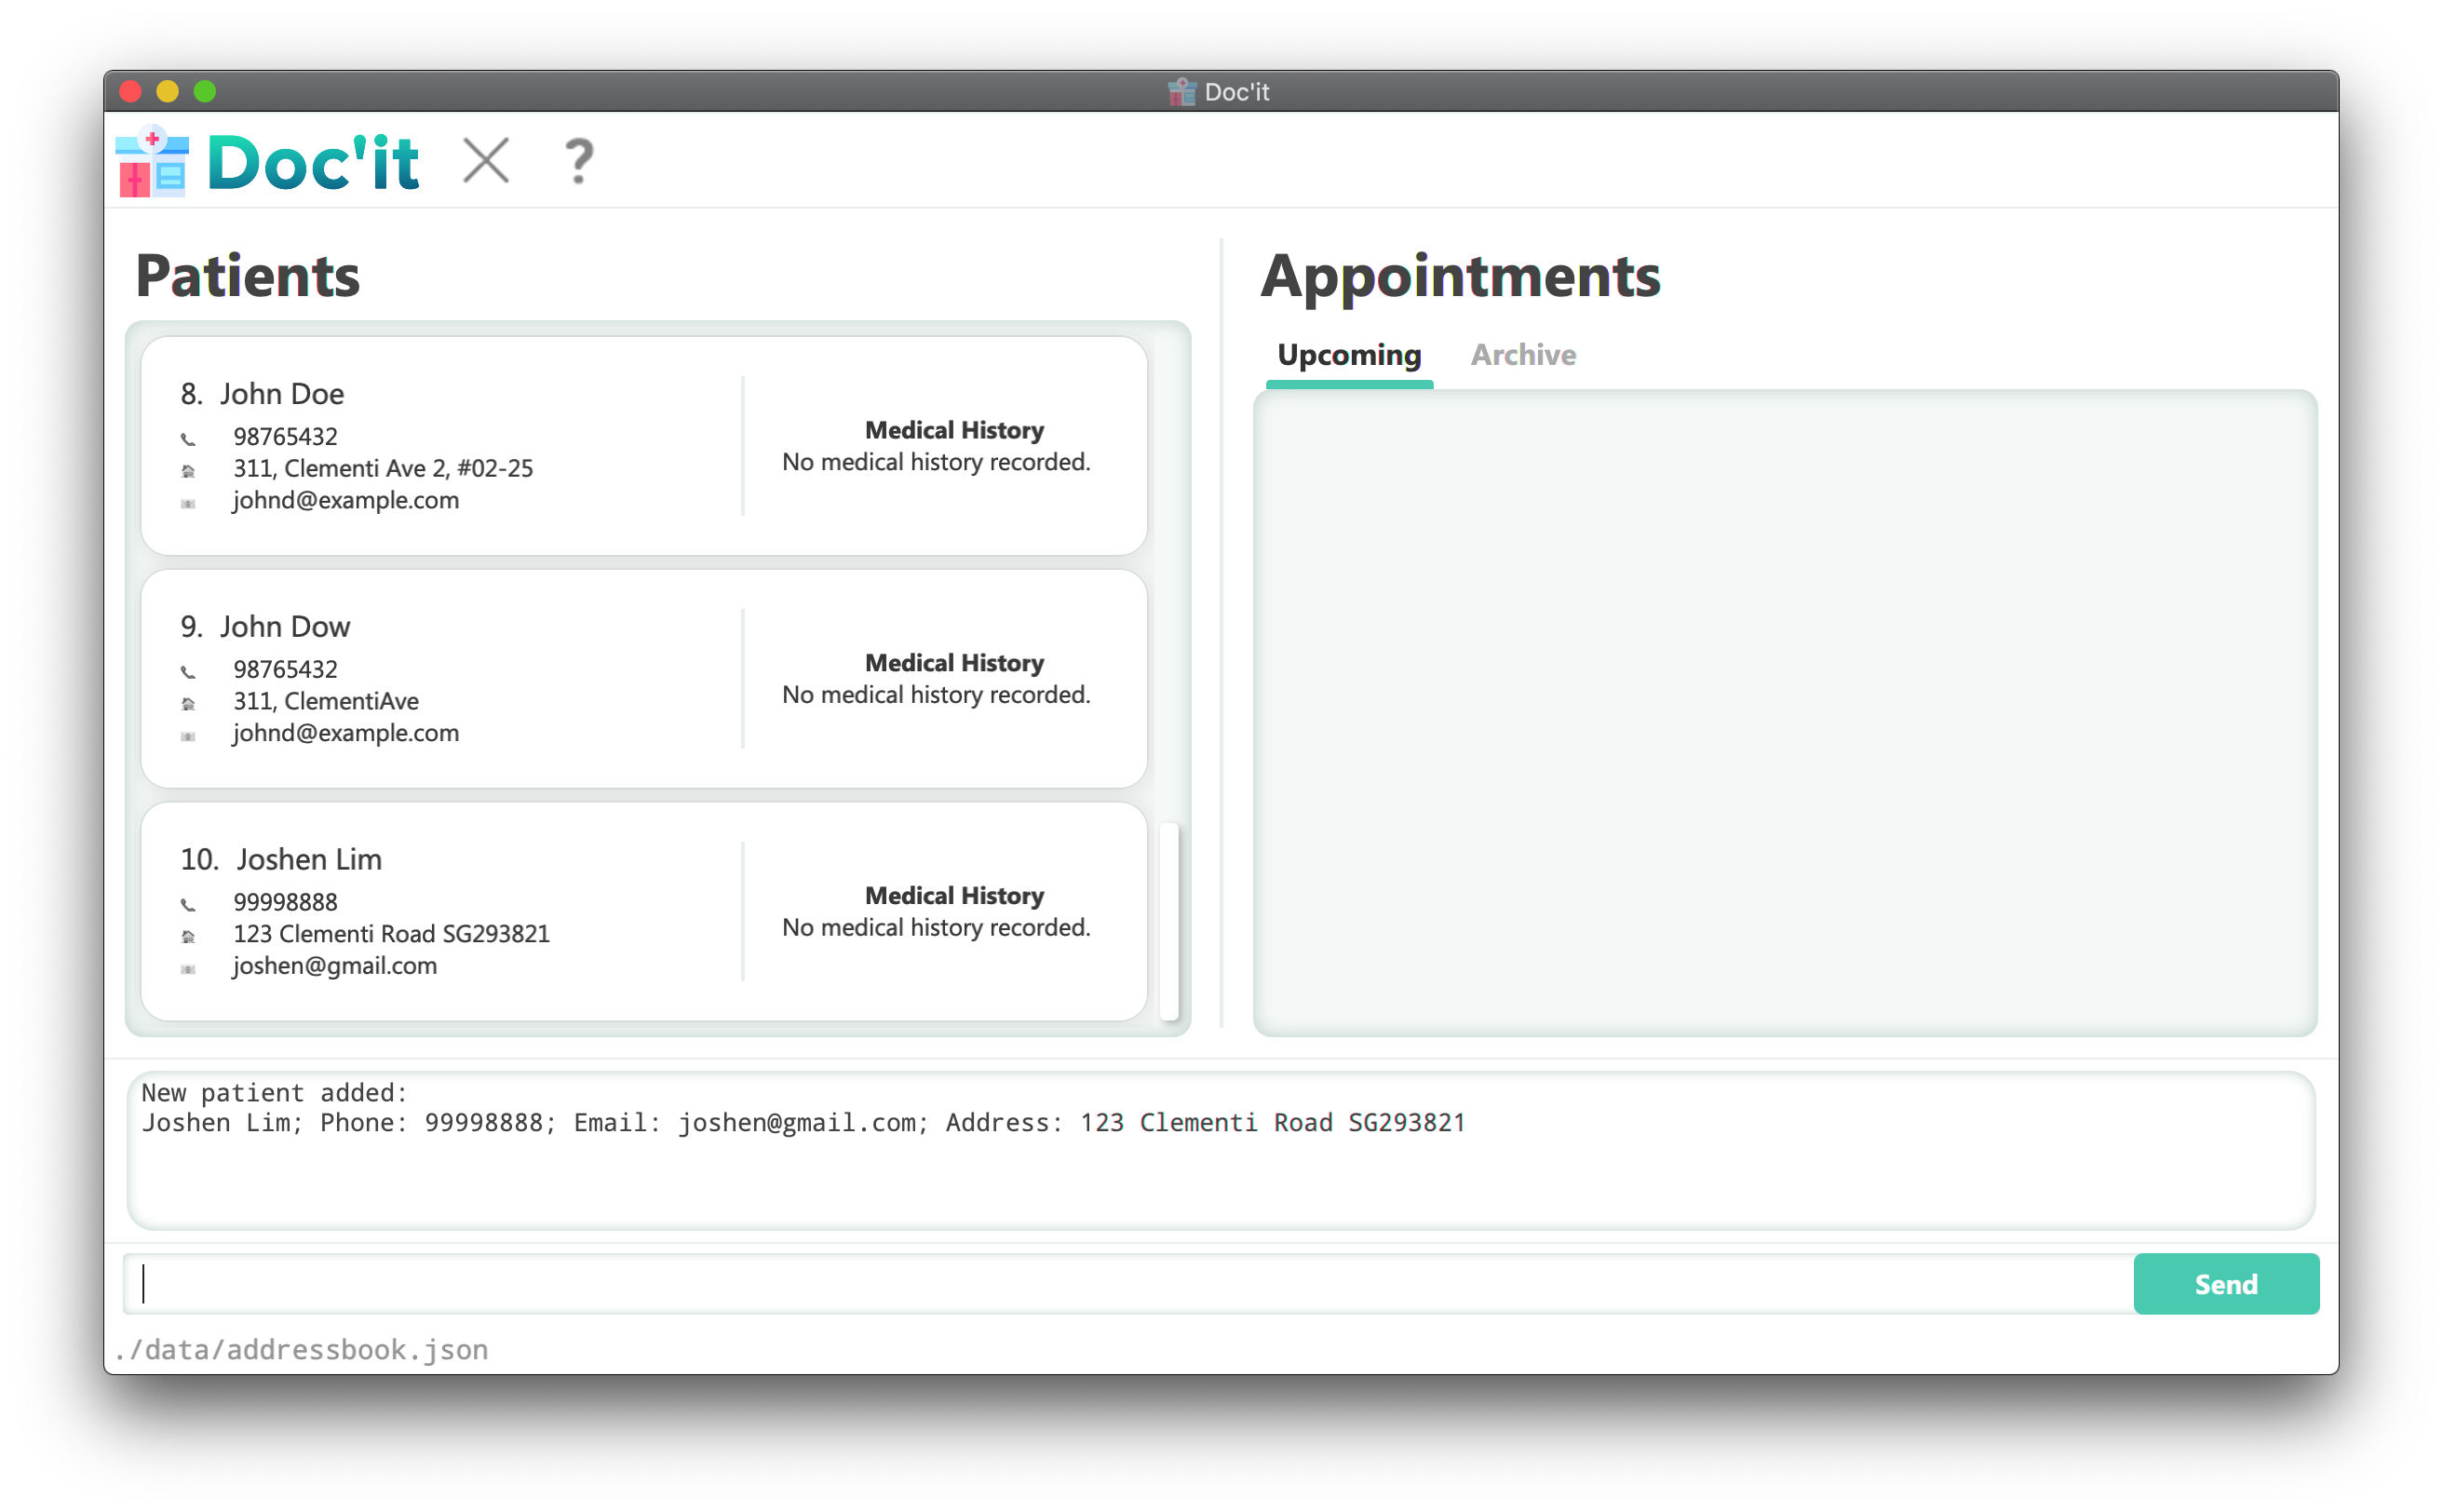 Doc'it
Doc'it
?
Patients
8. John Doe
98765432
311, Clementi Ave 2, #02-25
johnd@example.com
Medical History
No medical history recorded.
9. John Dow
98765432
311, ClementiAve
johnd@example.com
Medical History
No medical history recorded.
10. Joshen Lim
99998888
123 Clementi Road SG293821
joshen@gmail.com
Medical History
No medical history recorded.
Appointments
Upcoming Archive
New patient added:
Joshen Lim; Phone: 99998888; Email: joshen@gmail.com; Address: 123 Clementi Road SG293821
Send
./data/addressbook.json